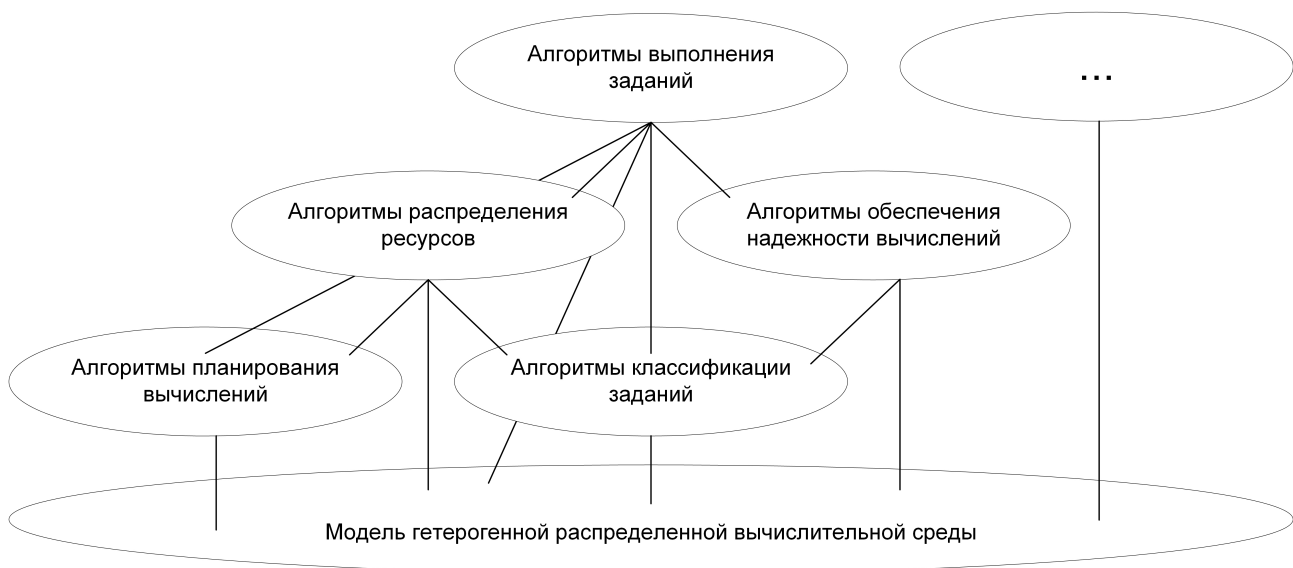 Алгоритмы выполнения
заданий
...
Алгоритмы распределения
ресурсов
Алгоритмы обеспечения
надежности вычислений
Алгоритмы планирования
вычислений
Алгоритмы классификации
заданий
Модель гетерогенной распределенной вычислительной среды